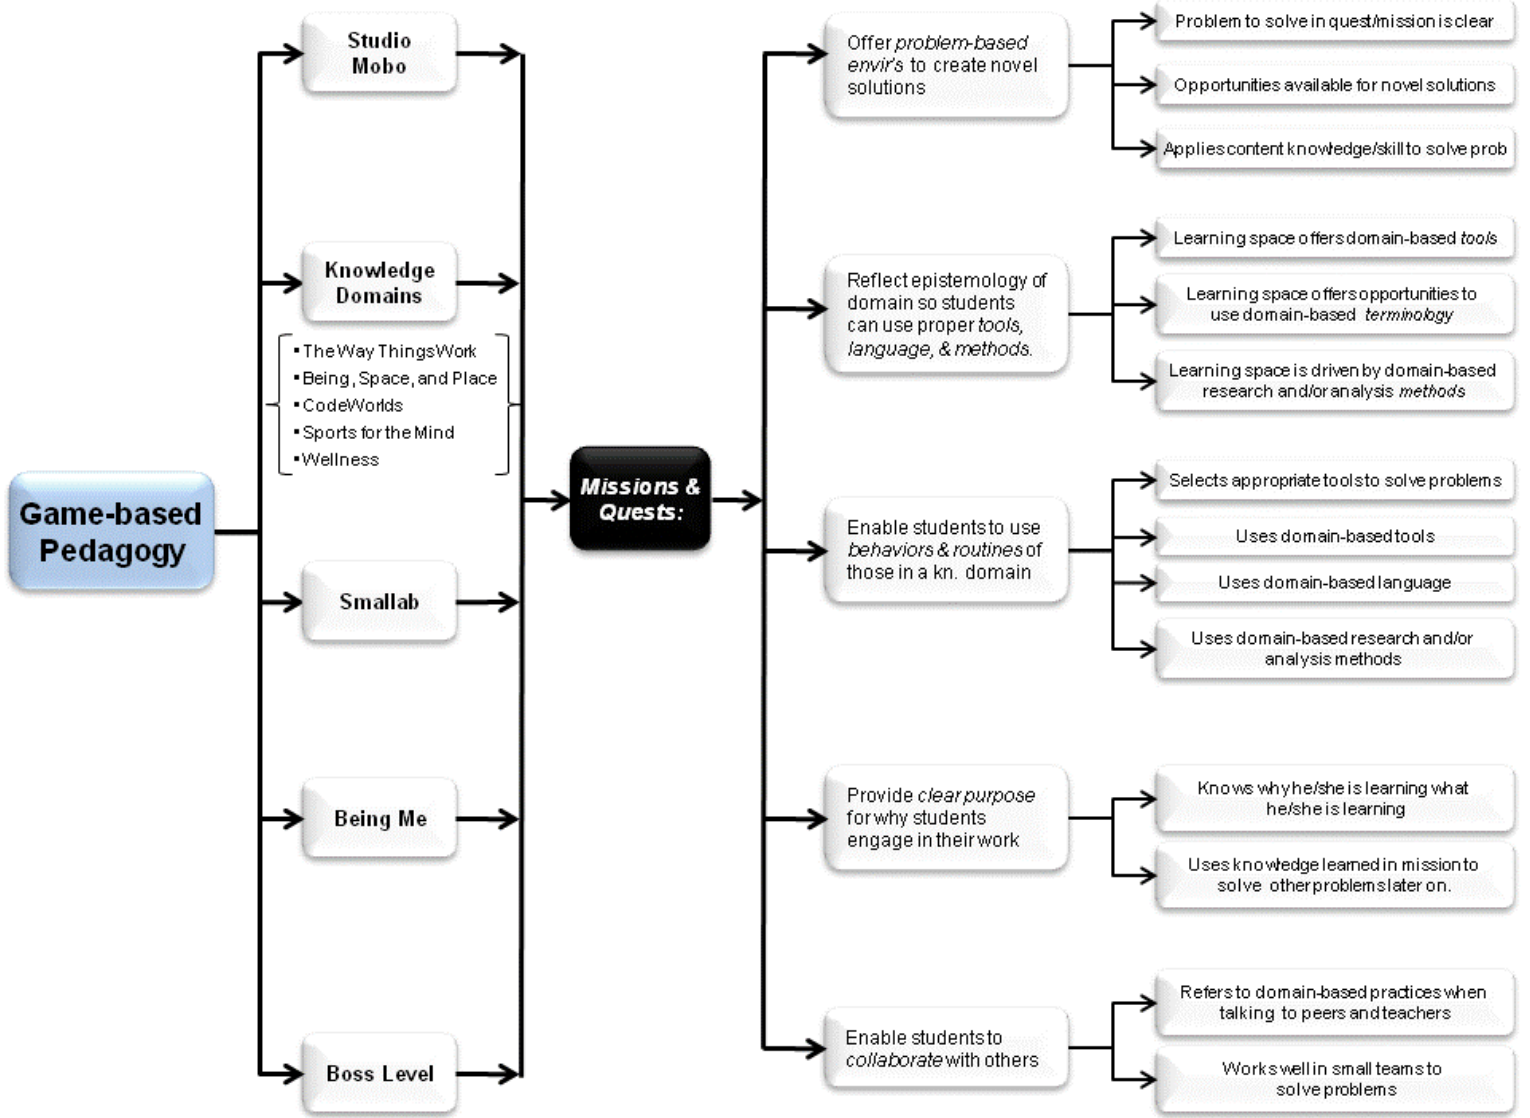 Studio
Mobo
Knowledge
Domains
▪ The Way Things Work
▪ Being, Space, and Place
▪ CodeWorlds
▪ Sports for the Mind
▪ Wellness
Game-based
Pedagogy
Smallab
Being Me
Boss Level
Missions &
Quests:
Offer problem-based
envir's to create novel
solutions
Problem to solve in quest/mission is clear
Opportunities available for novel solutions
Applies content knowledge/skill to solve prob
Reflect epistemology of
domain so students
can use proper tools,
language, & methods.
Learning space offers domain-based tools
Learning space offers opportunities to
use domain-based terminology
Learning space is driven by domain-based
research and/or analysis methods
Enable students to use
behaviors & routines of
those in a kn. domain
Selects appropriate tools to solve problems
Uses domain-based tools
Uses domain-based language
Uses domain-based research and/or
analysis methods
Provide clear purpose
for why students
engage in their work
Knows why he/she is learning what
he/she is learning
Uses knowledge learned in mission to
solve other problems later on.
Enable students to
collaborate with others
Refers to domain-based practices when
talking to peers and teachers
Works well in small teams to
solve problems